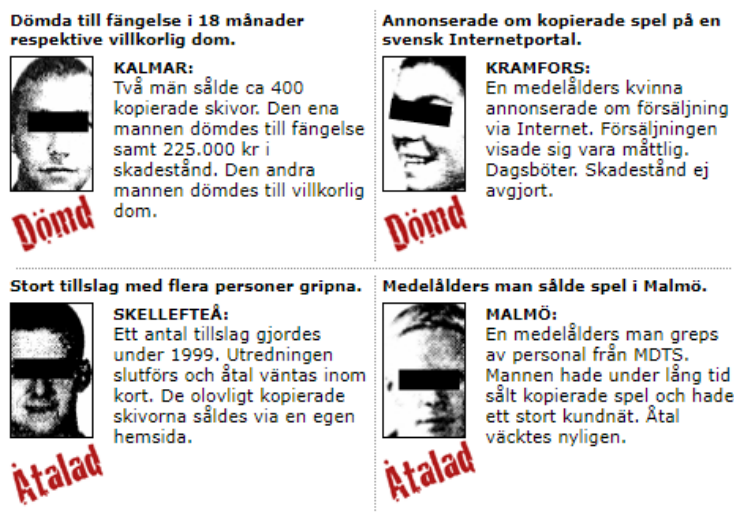 Dömda till fängelse i 18 månader
respektive villkorlig dom.
KALMAR:
Två män sålde ca 400
kopierade skivor. Den ena
mannen dömdes till fängelse
samt 225.000 kr i
skadestånd. Den andra
mannen dömdes till villkorlig
dom.
Dömd
Annonserade om kopierade spel på en
svensk Internetportal.
KRAMFORS:
En medelålders kvinna
annonserade om försäljning
via Internet. Försäljningen
visade sig vara måttlig.
Dagsböter. Skadestånd ej
avgjort.
Dömd
Stort tillslag med flera personer gripna.
SKELLEFTEÅ:
Ett antal tillslag gjordes
under 1999. Utredningen
slutförs och åtal väntas inom
kort. De olovligt kopierade
skivorna såldes via en egen
hemsida.
Åtalad
Medelålders man sålde spel i Malmö.
MALMÖ:
En medelålders man greps
av personal från MDTS.
Mannen hade under lång tid
sålt kopierade spel och hade
ett stort kundnät. Åtal
väcktes nyligen.
Åtalad